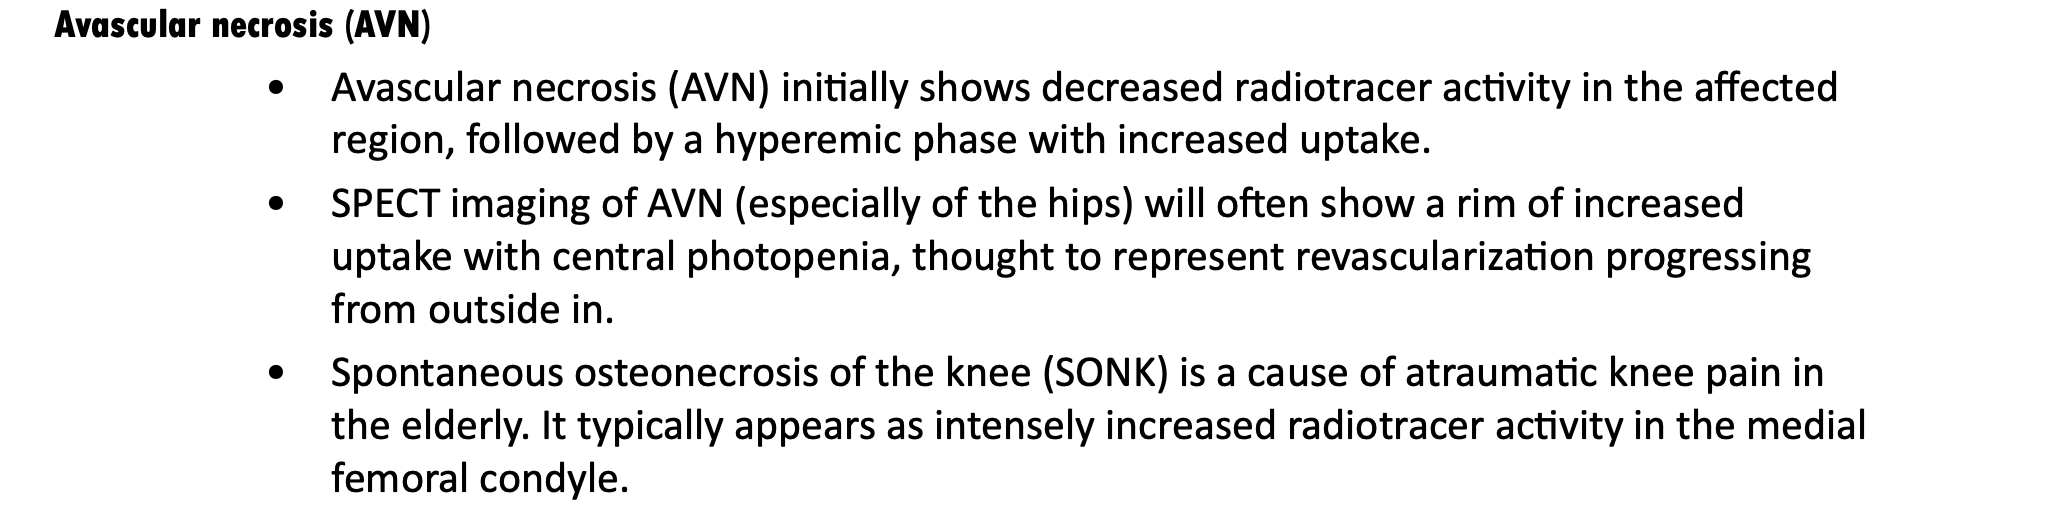 Avascular necrosis (AVN)
• Avascular necrosis (AVN) initially shows decreased radiotracer activity in the affected
region, followed by a hyperemic phase with increased uptake.
• SPECT imaging of AVN (especially of the hips) will often show a rim of increased
uptake with central photopenia, thought to represent revascularization progressing
from outside in.
• Spontaneous osteonecrosis of the knee (SONK) is a cause of atraumatic knee pain in
the elderly. It typically appears as intensely increased radiotracer activity in the medial
femoral condyle.